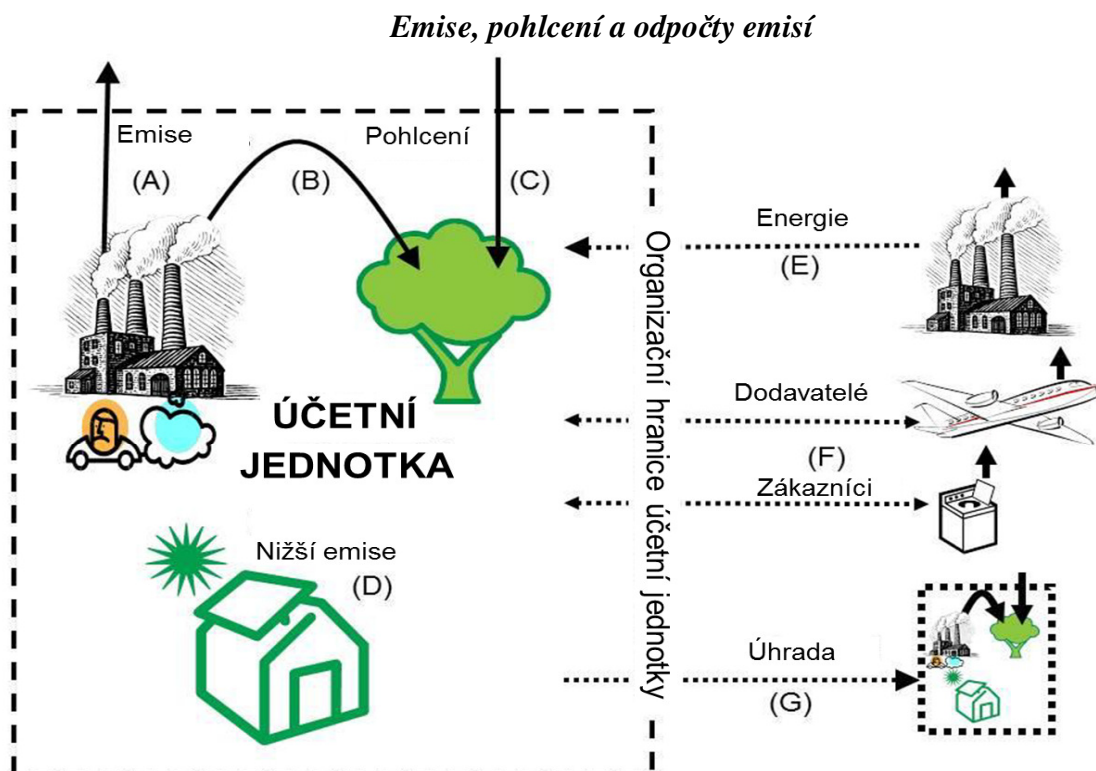 Emise, pohlcení a odpočty emisí
Emise
(A)
(B)
Pohlcení
(C)
ÚČETNÍ
JEDNOTKA
Nižší emise
(D)
Organizační hranice účetní jednotky
Energie
(E)
Dodavatelé
(F)
Zákazníci
Úhrada
(G)